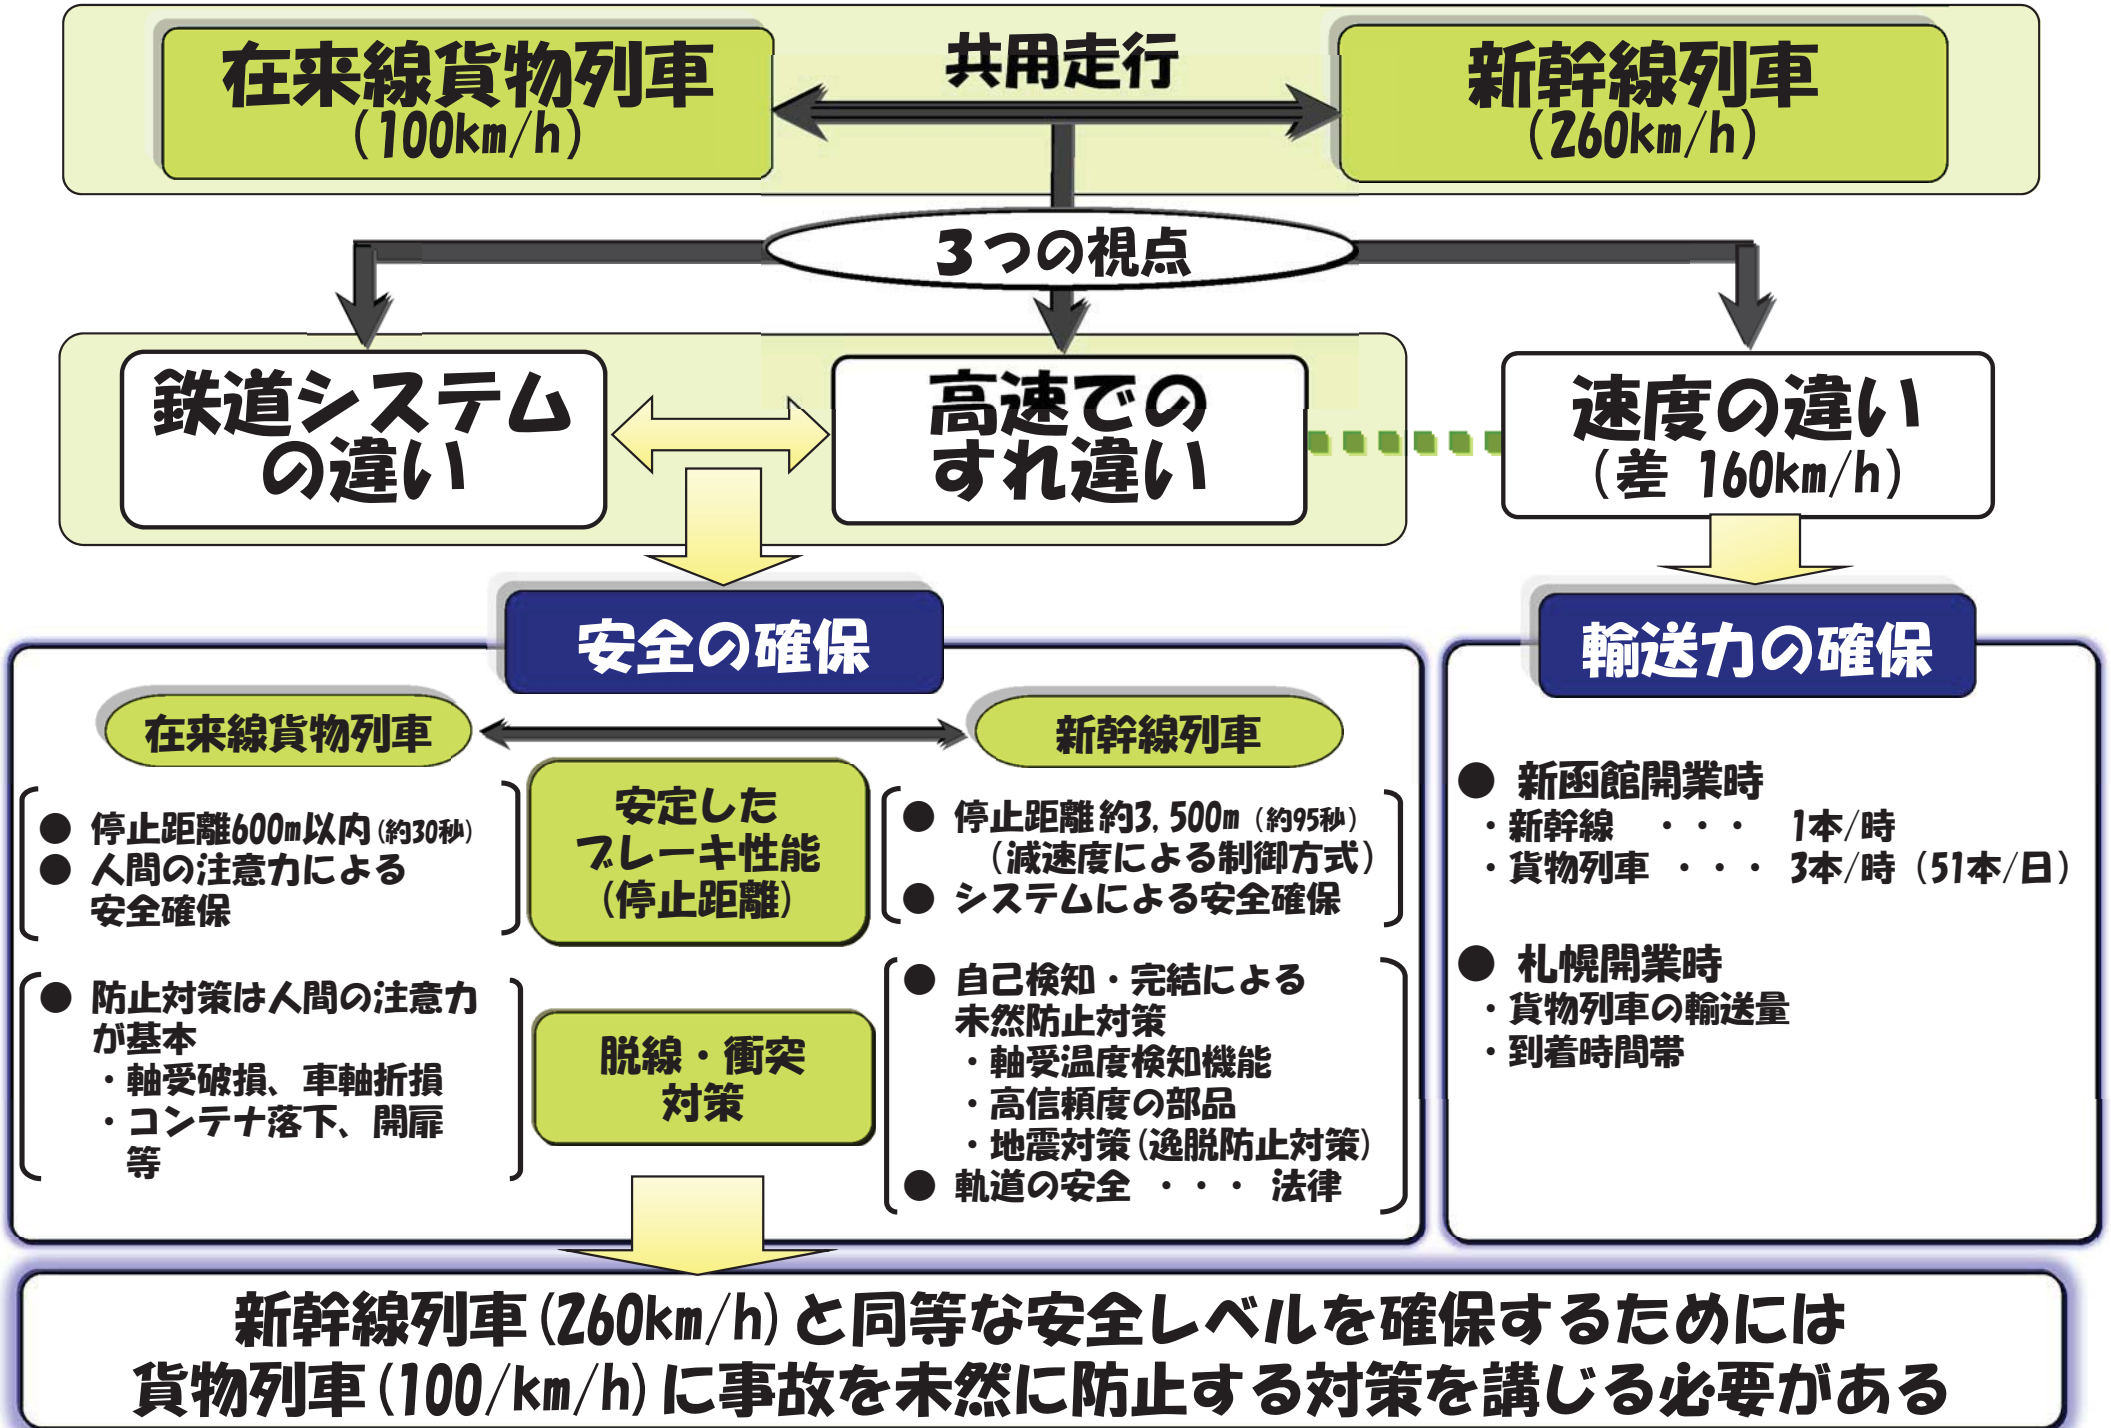 在来線貨物列車
(100km/h)
共用走行
新幹線列車
(260km/h)
3つの視点
鉄道システム
の違い
高速での
すれ違い
速度の違い
(差 160km/h)
安全の確保
在来線貨物列車
新幹線列車
安定した
ブレーキ性能
(停止距離)
● 停止距離600m以内(約30秒)
● 人間の注意力による
安全確保
● 停止距離約3,500m (約95秒)
(減速度による制御方式)
● システムによる安全確保
脱線・衝突
対策
● 防止対策は人間の注意力
が基本
・軸受破損、車軸折損
・コンテナ落下、開扉
等
● 自己検知・完結による
未然防止対策
・軸受温度検知機能
・高信頼度の部品
・地震対策(逸脱防止対策)
● 軌道の安全 ・・・ 法律
輸送力の確保
● 新函館開業時
・新幹線 ・・・ 1本/時
・貨物列車 ・・・ 3本/時 (51本/日)
● 札幌開業時
・貨物列車の輸送量
・到着時間帯
新幹線列車(260km/h)と同等な安全レベルを確保するためには
貨物列車(100/km/h)に事故を未然に防止する対策を講じる必要がある